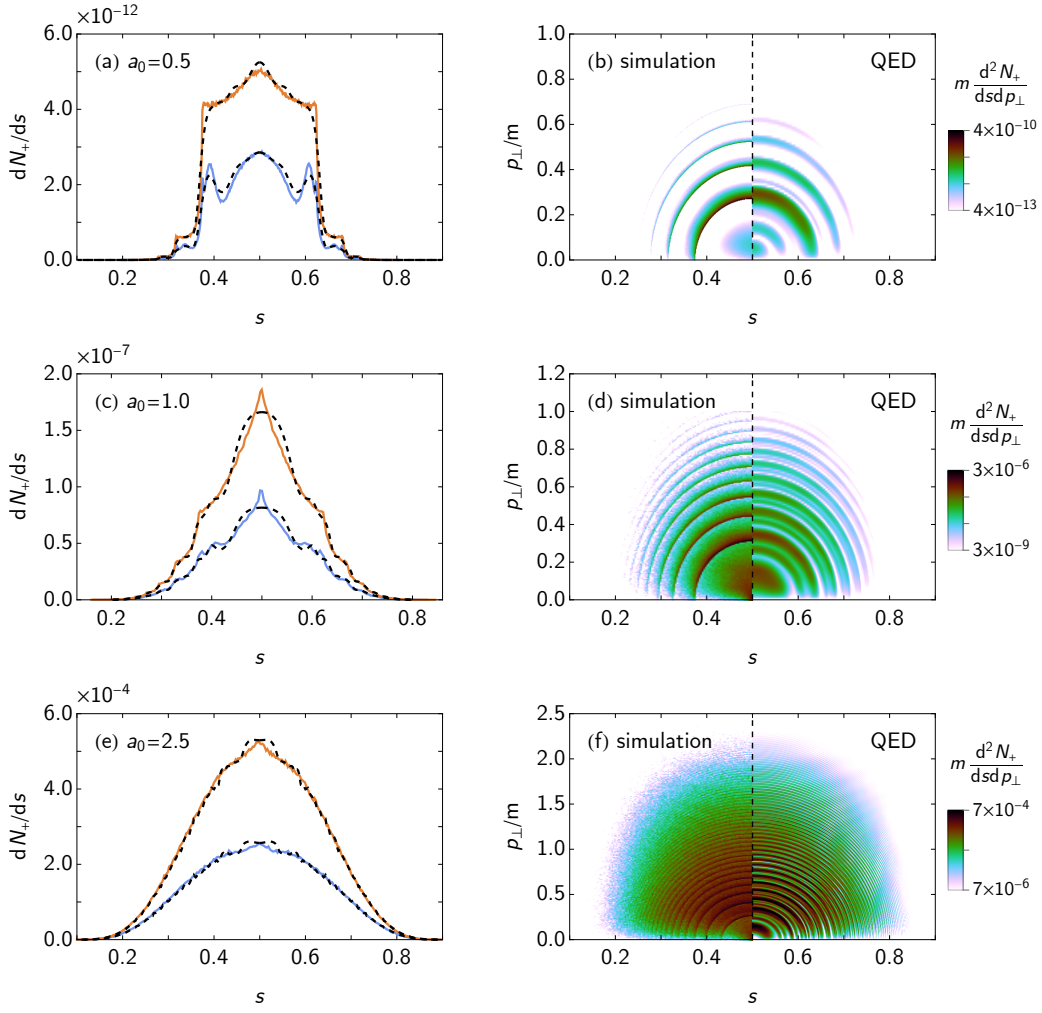 ×10⁻¹²
(a) a₀=0.5
dN₊/ds
6.0
4.0
2.0
0.0
0.2 0.4 0.6 0.8
s
(b) simulation QED
p⊥/m
1.0
0.8
0.6
0.4
0.2
0.0
0.2 0.4 0.6 0.8
s
m d²N₊/dsdp⊥
4×10⁻¹⁰
4×10⁻¹³
×10⁻⁷
(c) a₀=1.0
dN₊/ds
2.0
1.5
1.0
0.5
0.0
0.2 0.4 0.6 0.8
s
(d) simulation QED
p⊥/m
1.2
1.0
0.8
0.6
0.4
0.2
0.0
0.2 0.4 0.6 0.8
s
m d²N₊/dsdp⊥
3×10⁻⁶
3×10⁻⁹
×10⁻⁴
(e) a₀=2.5
dN₊/ds
6.0
4.0
2.0
0.0
0.2 0.4 0.6 0.8
s
(f) simulation QED
p⊥/m
2.5
2.0
1.5
1.0
0.5
0.0
0.2 0.4 0.6 0.8
s
m d²N₊/dsdp⊥
7×10⁻⁴
7×10⁻⁶